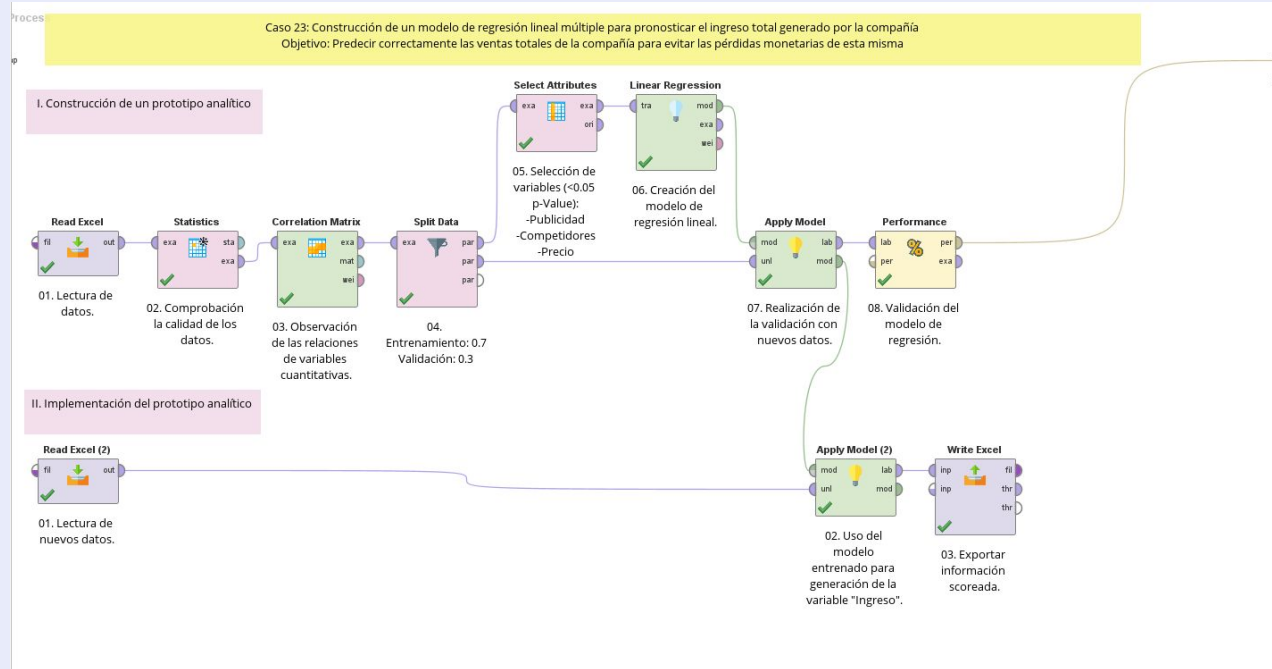 Process
Caso 23: Construcción de un modelo de regresión lineal múltiple para pronosticar el ingreso total generado por la compañía
Objetivo: Predecir correctamente las ventas totales de la compañía para evitar las pérdidas monetarias de esta misma
I. Construcción de un prototipo analítico
Select Attributes
exa exa
ori
05. Selección de
variables (<0.05
p-Value):
-Publicidad
-Competidores
-Precio
Linear Regression
tra mod
exa
wei
06. Creación del
modelo de
regresión lineal.
Read Excel
fil out
01. Lectura de
datos.
Statistics
exa sta
exa
02. Comprobación
la calidad de los
datos.
Correlation Matrix
exa exa
mat
wei
03. Observación
de las relaciones
de variables
cuantitativas.
Split Data
exa par
par
par
04.
Entrenamiento: 0.7
Validación: 0.3
Apply Model
mod lab
unl mod
07. Realización de
la validación con
nuevos datos.
Performance
%
lab per
per exa
08. Validación del
modelo de
regresión.
II. Implementación del prototipo analítico
Read Excel (2)
fil out
01. Lectura de
nuevos datos.
Apply Model (2)
mod lab
unl mod
02. Uso del
modelo
entrenado para
generación de la
variable "Ingreso".
Write Excel
inp fil
inp thr
thr
03. Exportar
información
scoreada.